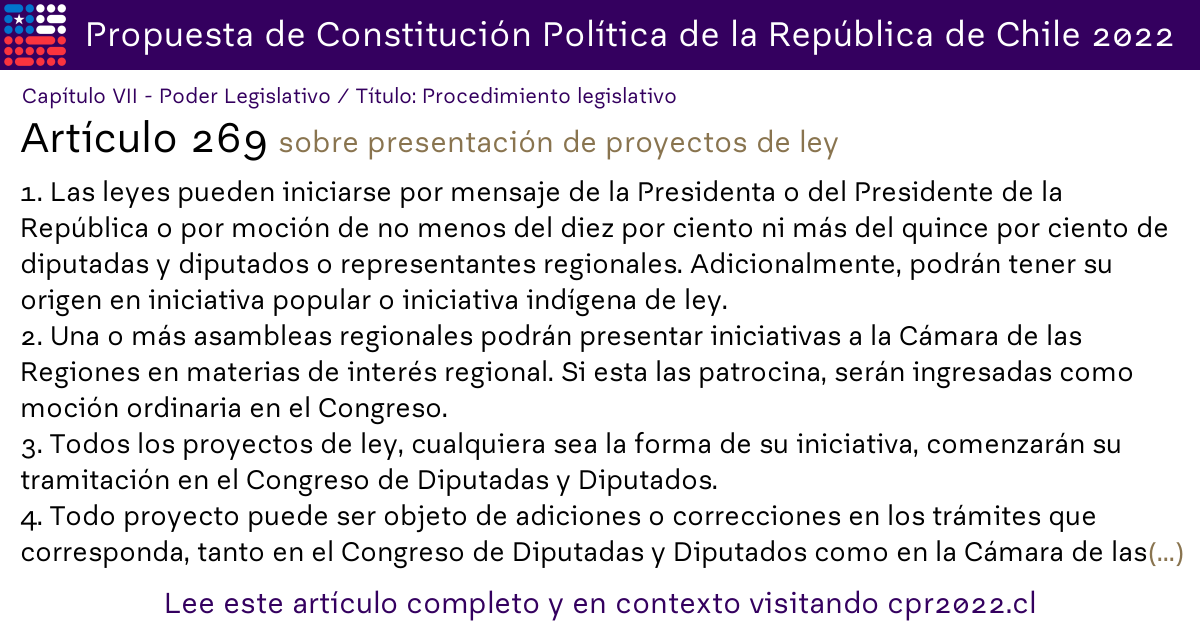 Propuesta de Constitución Política de la República de Chile 2022
Capítulo VII - Poder Legislativo / Título: Procedimiento legislativo
Artículo 269 sobre presentación de proyectos de ley
1. Las leyes pueden iniciarse por mensaje de la Presidenta o del Presidente de la
República o por moción de no menos del diez por ciento ni más del quince por ciento de
diputadas y diputados o representantes regionales. Adicionalmente, podrán tener su
origen en iniciativa popular o iniciativa indígena de ley.
2. Una o más asambleas regionales podrán presentar iniciativas a la Cámara de las
Regiones en materias de interés regional. Si esta las patrocina, serán ingresadas como
moción ordinaria en el Congreso.
3. Todos los proyectos de ley, cualquiera sea la forma de su iniciativa, comenzarán su
tramitación en el Congreso de Diputadas y Diputados.
4. Todo proyecto puede ser objeto de adiciones o correcciones en los trámites que
corresponda, tanto en el Congreso de Diputadas y Diputados como en la Cámara de las(...)
Lee este artículo completo y en contexto visitando cpr2022.cl